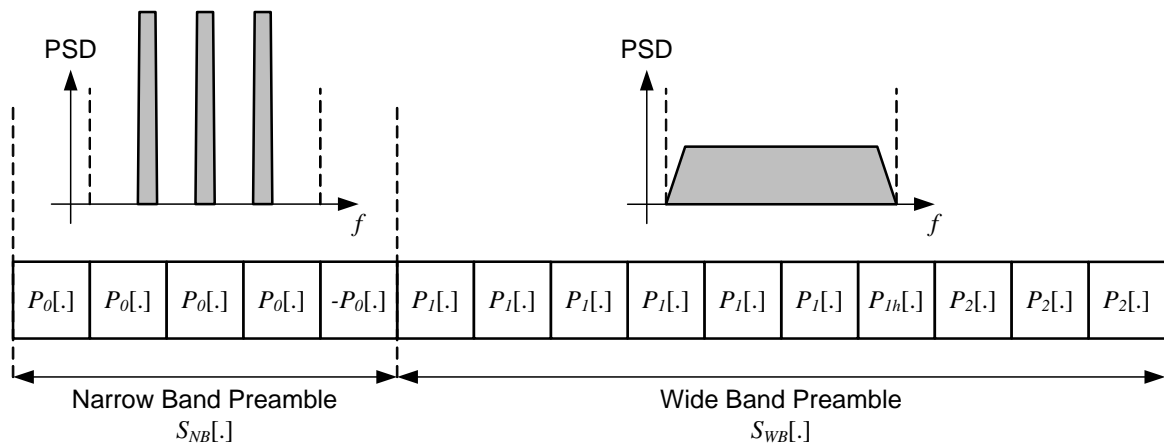 PSD
PSD
f
f
P0[.] P0[.] P0[.] P0[.] -P0[.] P1[.] P1[.] P1[.] P1[.] P1[.] P1[.] P1h[.] P2[.] P2[.] P2[.]
Narrow Band Preamble
SNB[.]
Wide Band Preamble
SWB[.]